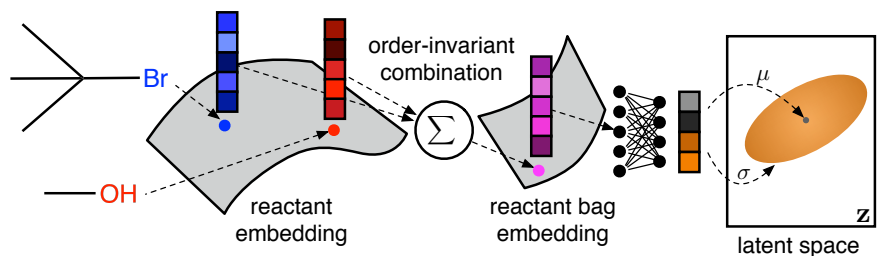 Br
OH
reactant
embedding
order-invariant
combination
Σ
reactant bag
embedding
μ
σ
z
latent space